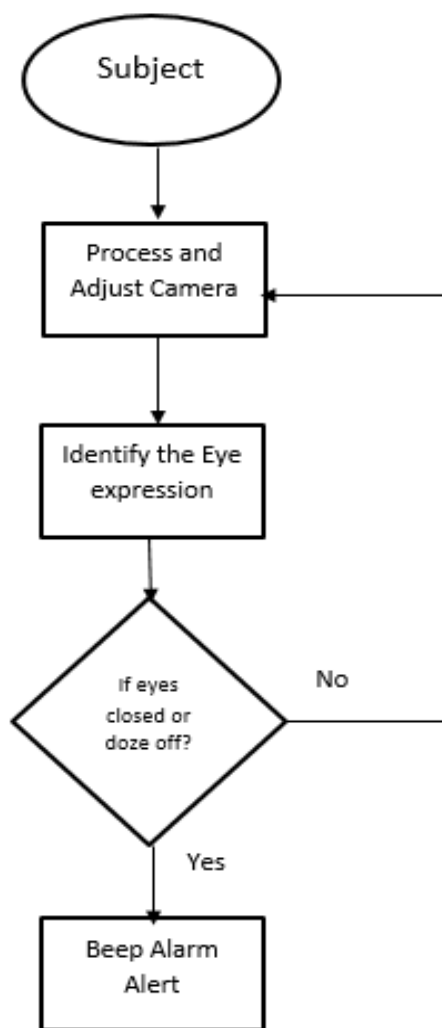 Subject
Process and
Adjust Camera
Identify the Eye
expression
If eyes
closed or
doze off?
No
Yes
Beep Alarm
Alert